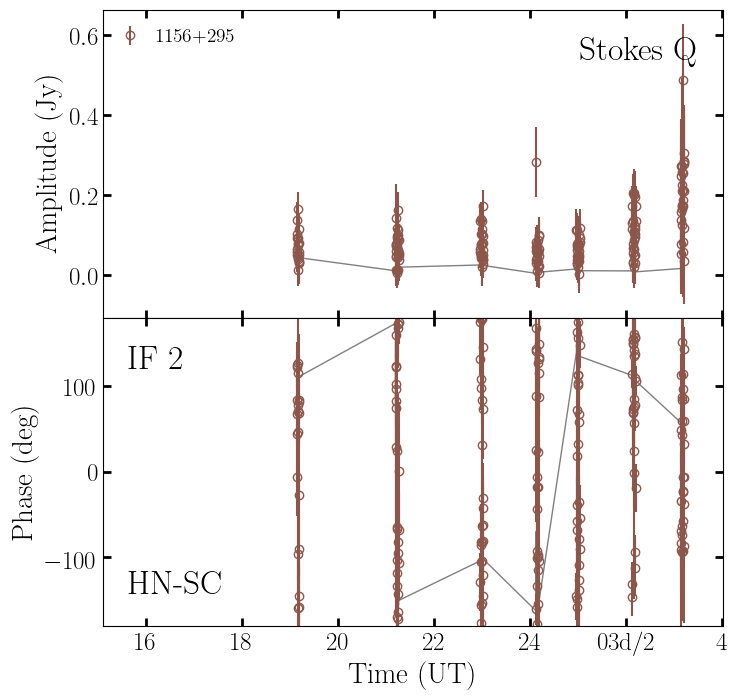 1156+295
Stokes Q
0.6
0.4
0.2
0.0
Amplitude (Jy)
IF 2
100
0
−100
Phase (deg)
HN-SC
16 18 20 22 24 03d/2 4
Time (UT)